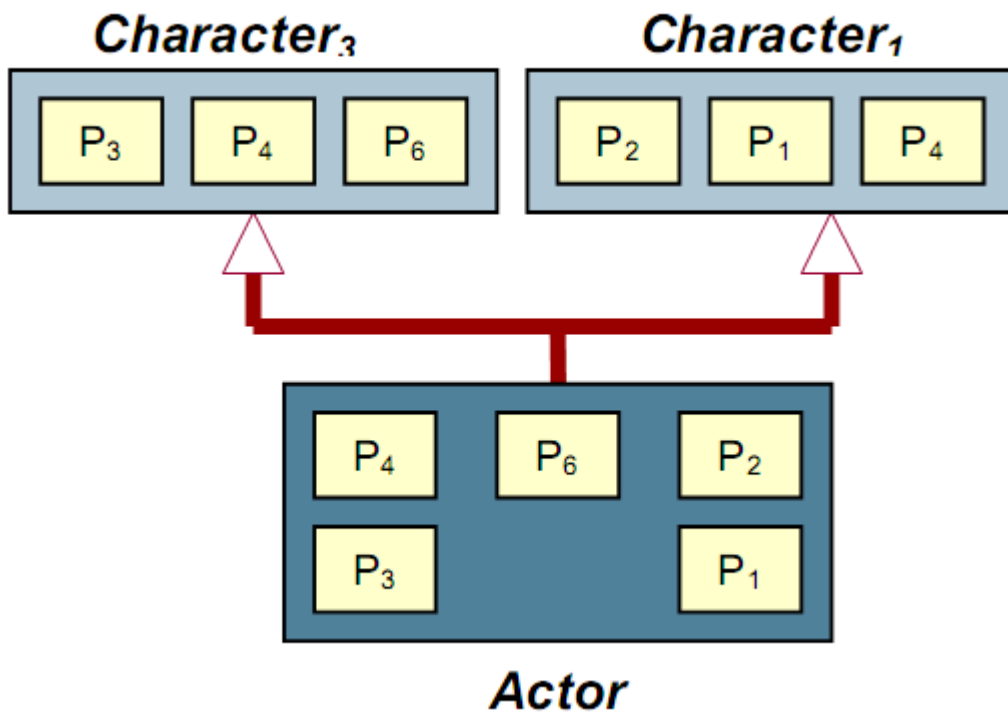 Character₃ Character₁
P₃ P₄ P₆ P₂ P₁ P₄
P₄ P₆ P₂
P₃ P₁
Actor